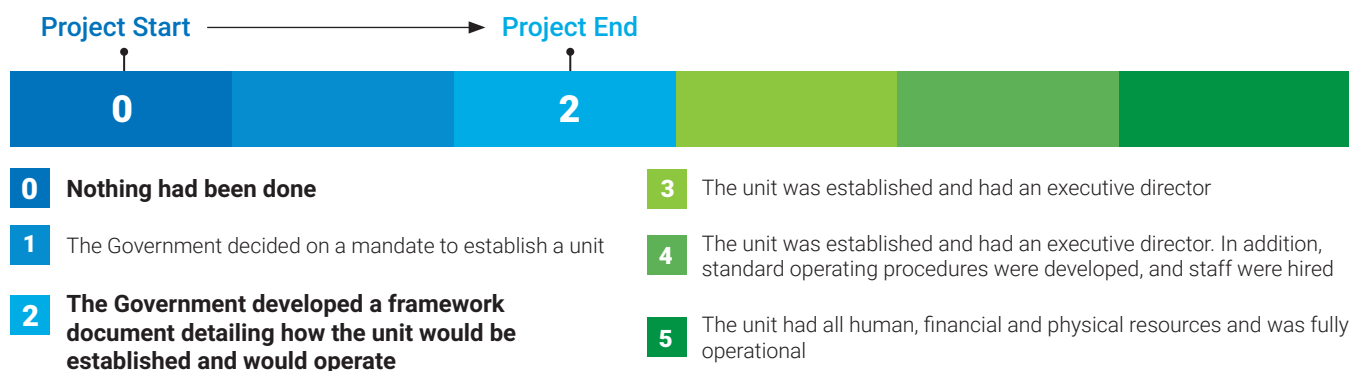 Project Start
Project End
0
2
0
Nothing had been done
1
The Government decided on a mandate to establish a unit
2
The Government developed a framework
document detailing how the unit would be
established and would operate
3
The unit was established and had an executive director
4
The unit was established and had an executive director. In addition,
standard operating procedures were developed, and staff were hired
5
The unit had all human, financial and physical resources and was fully
operational